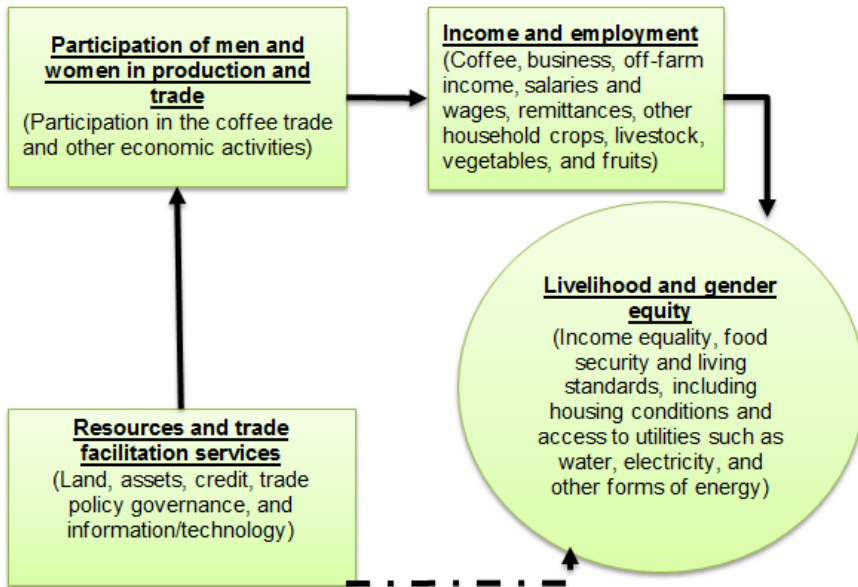 Participation of men and
women in production and
trade
(Participation in the coffee trade
and other economic activities)
Income and employment
(Coffee, business, off-farm
income, salaries and
wages, remittances, other
household crops, livestock,
vegetables, and fruits)
Livelihood and gender
equity
(Income equality, food
security and living
standards, including
housing conditions and
access to utilities such as
water, electricity, and
other forms of energy)
Resources and trade
facilitation services
(Land, assets, credit, trade
policy governance, and
information/technology)